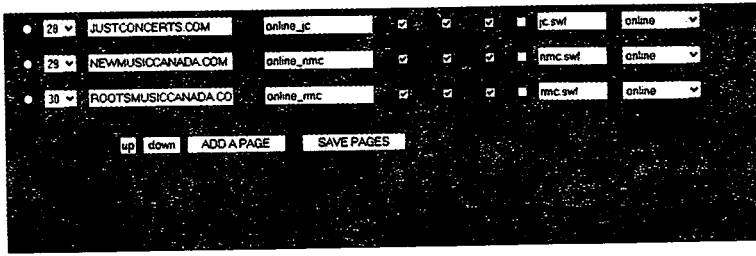 28 JUSTCONCERTS.COM online_jc jc.swf online
29 NEWMUSICCANADA.COM online_nmc nmc.swf online
30 ROOTSMUSICCANADA.CO online_rmc rmc.swf online
up down ADD A PAGE SAVE PAGES